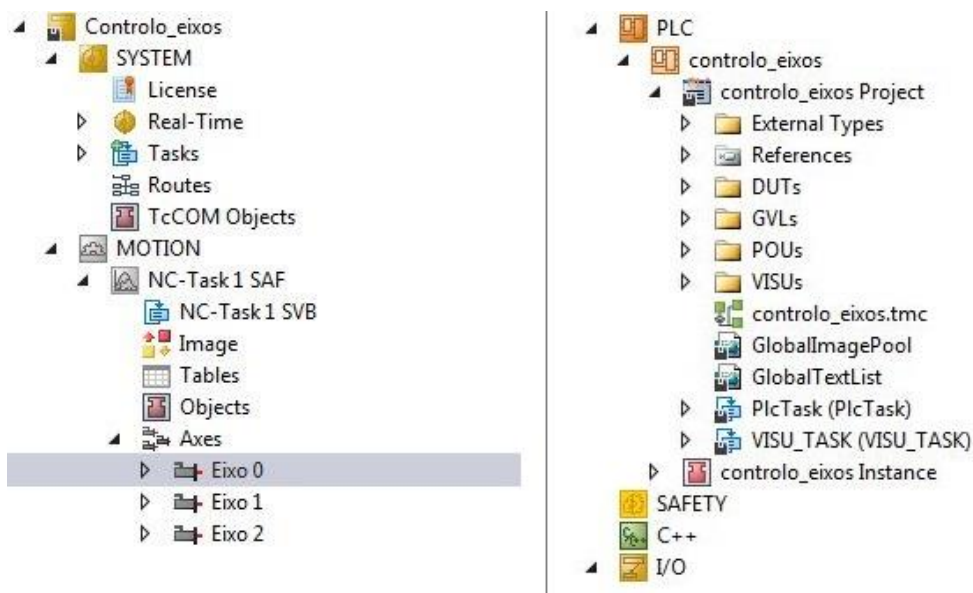 Controlo_eixos
SYSTEM
License
Real-Time
Tasks
Routes
TcCOM Objects
MOTION
NC-Task 1 SAF
NC-Task 1 SVB
Image
Tables
Objects
Axes
Eixo 0
Eixo 1
Eixo 2
PLC
controlo_eixos
controlo_eixos Project
External Types
References
DUTs
GVLs
POUs
VISUs
controlo_eixos.tmc
GlobalImagePool
GlobalTextList
PlcTask (PlcTask)
VISU_TASK (VISU_TASK)
controlo_eixos Instance
SAFETY
C++
I/O